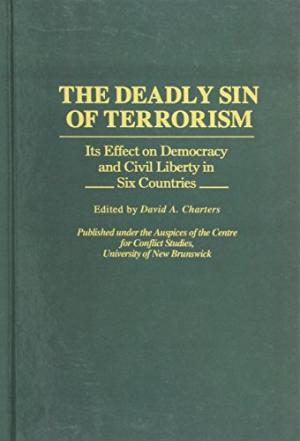 THE DEADLY SIN
OF TERRORISM
Its Effect on Democracy
and Civil Liberty in
Six Countries
Edited by David A. Charters
Published under the Auspices of the Centre
for Conflict Studies,
University of New Brunswick